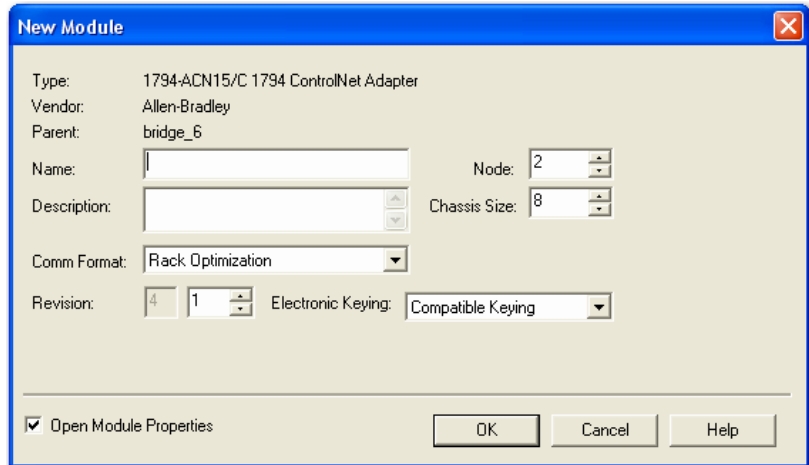 New Module
Type: 1794-ACN15/C 1794 ControlNet Adapter
Vendor: Allen-Bradley
Parent: bridge_6
Name: Node: 2
Description: Chassis Size: 8
Comm Format: Rack Optimization
Revision: 4 1 Electronic Keying: Compatible Keying
Open Module Properties OK Cancel Help